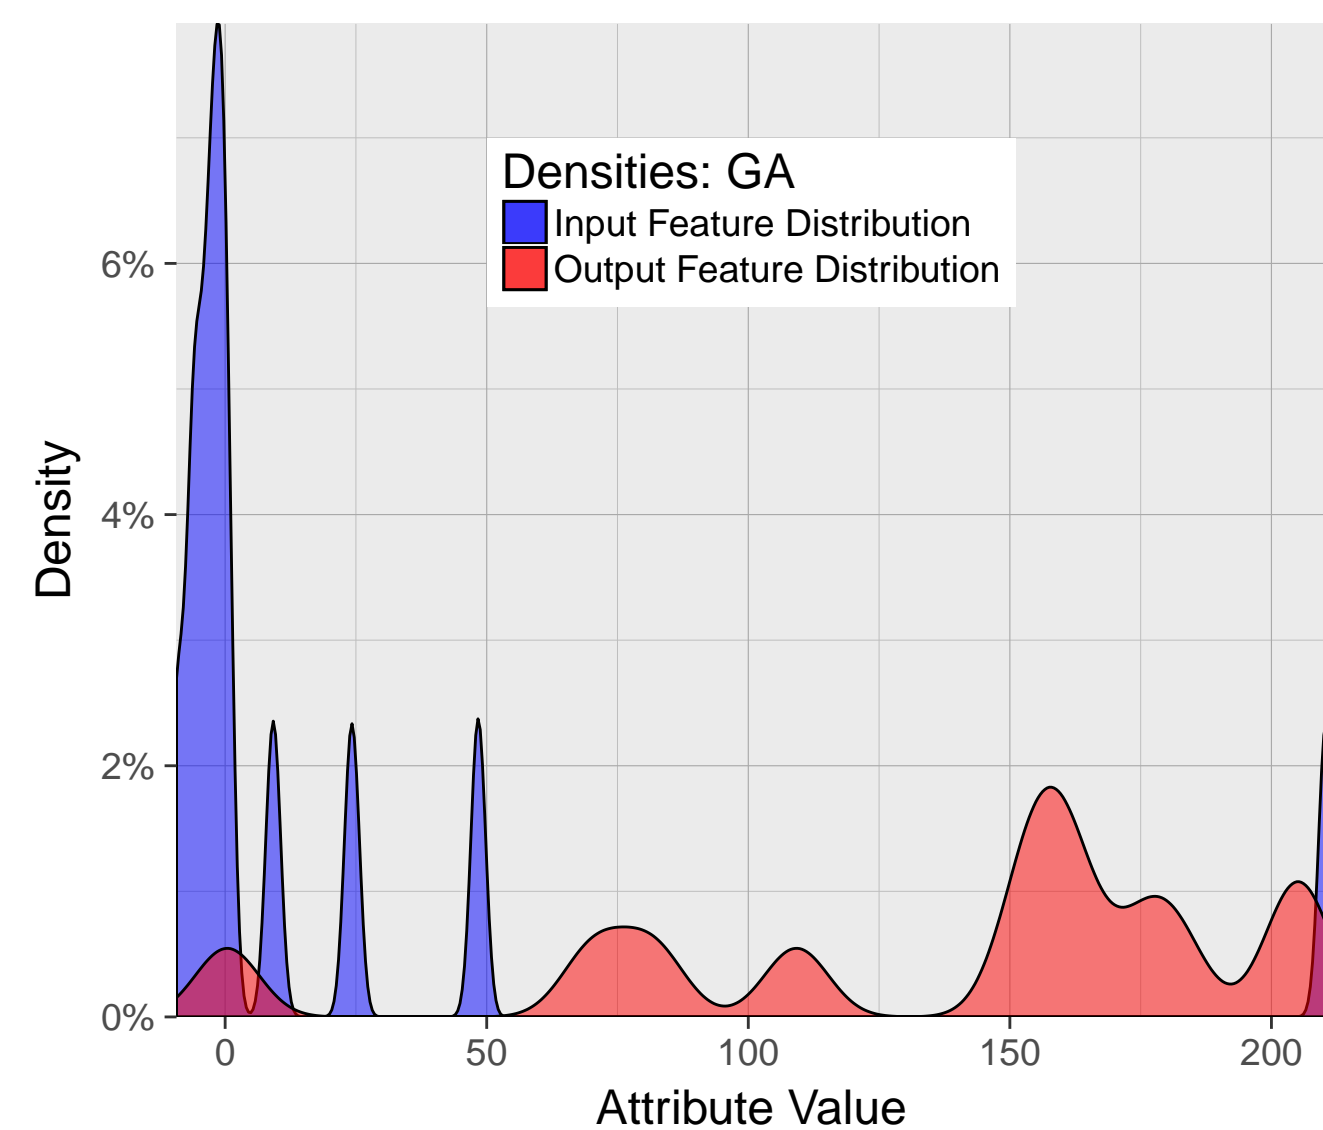 Densities: GA
Input Feature Distribution
Output Feature Distribution
6%
4%
2%
0%
Density
0 50 100 150 200
Attribute Value